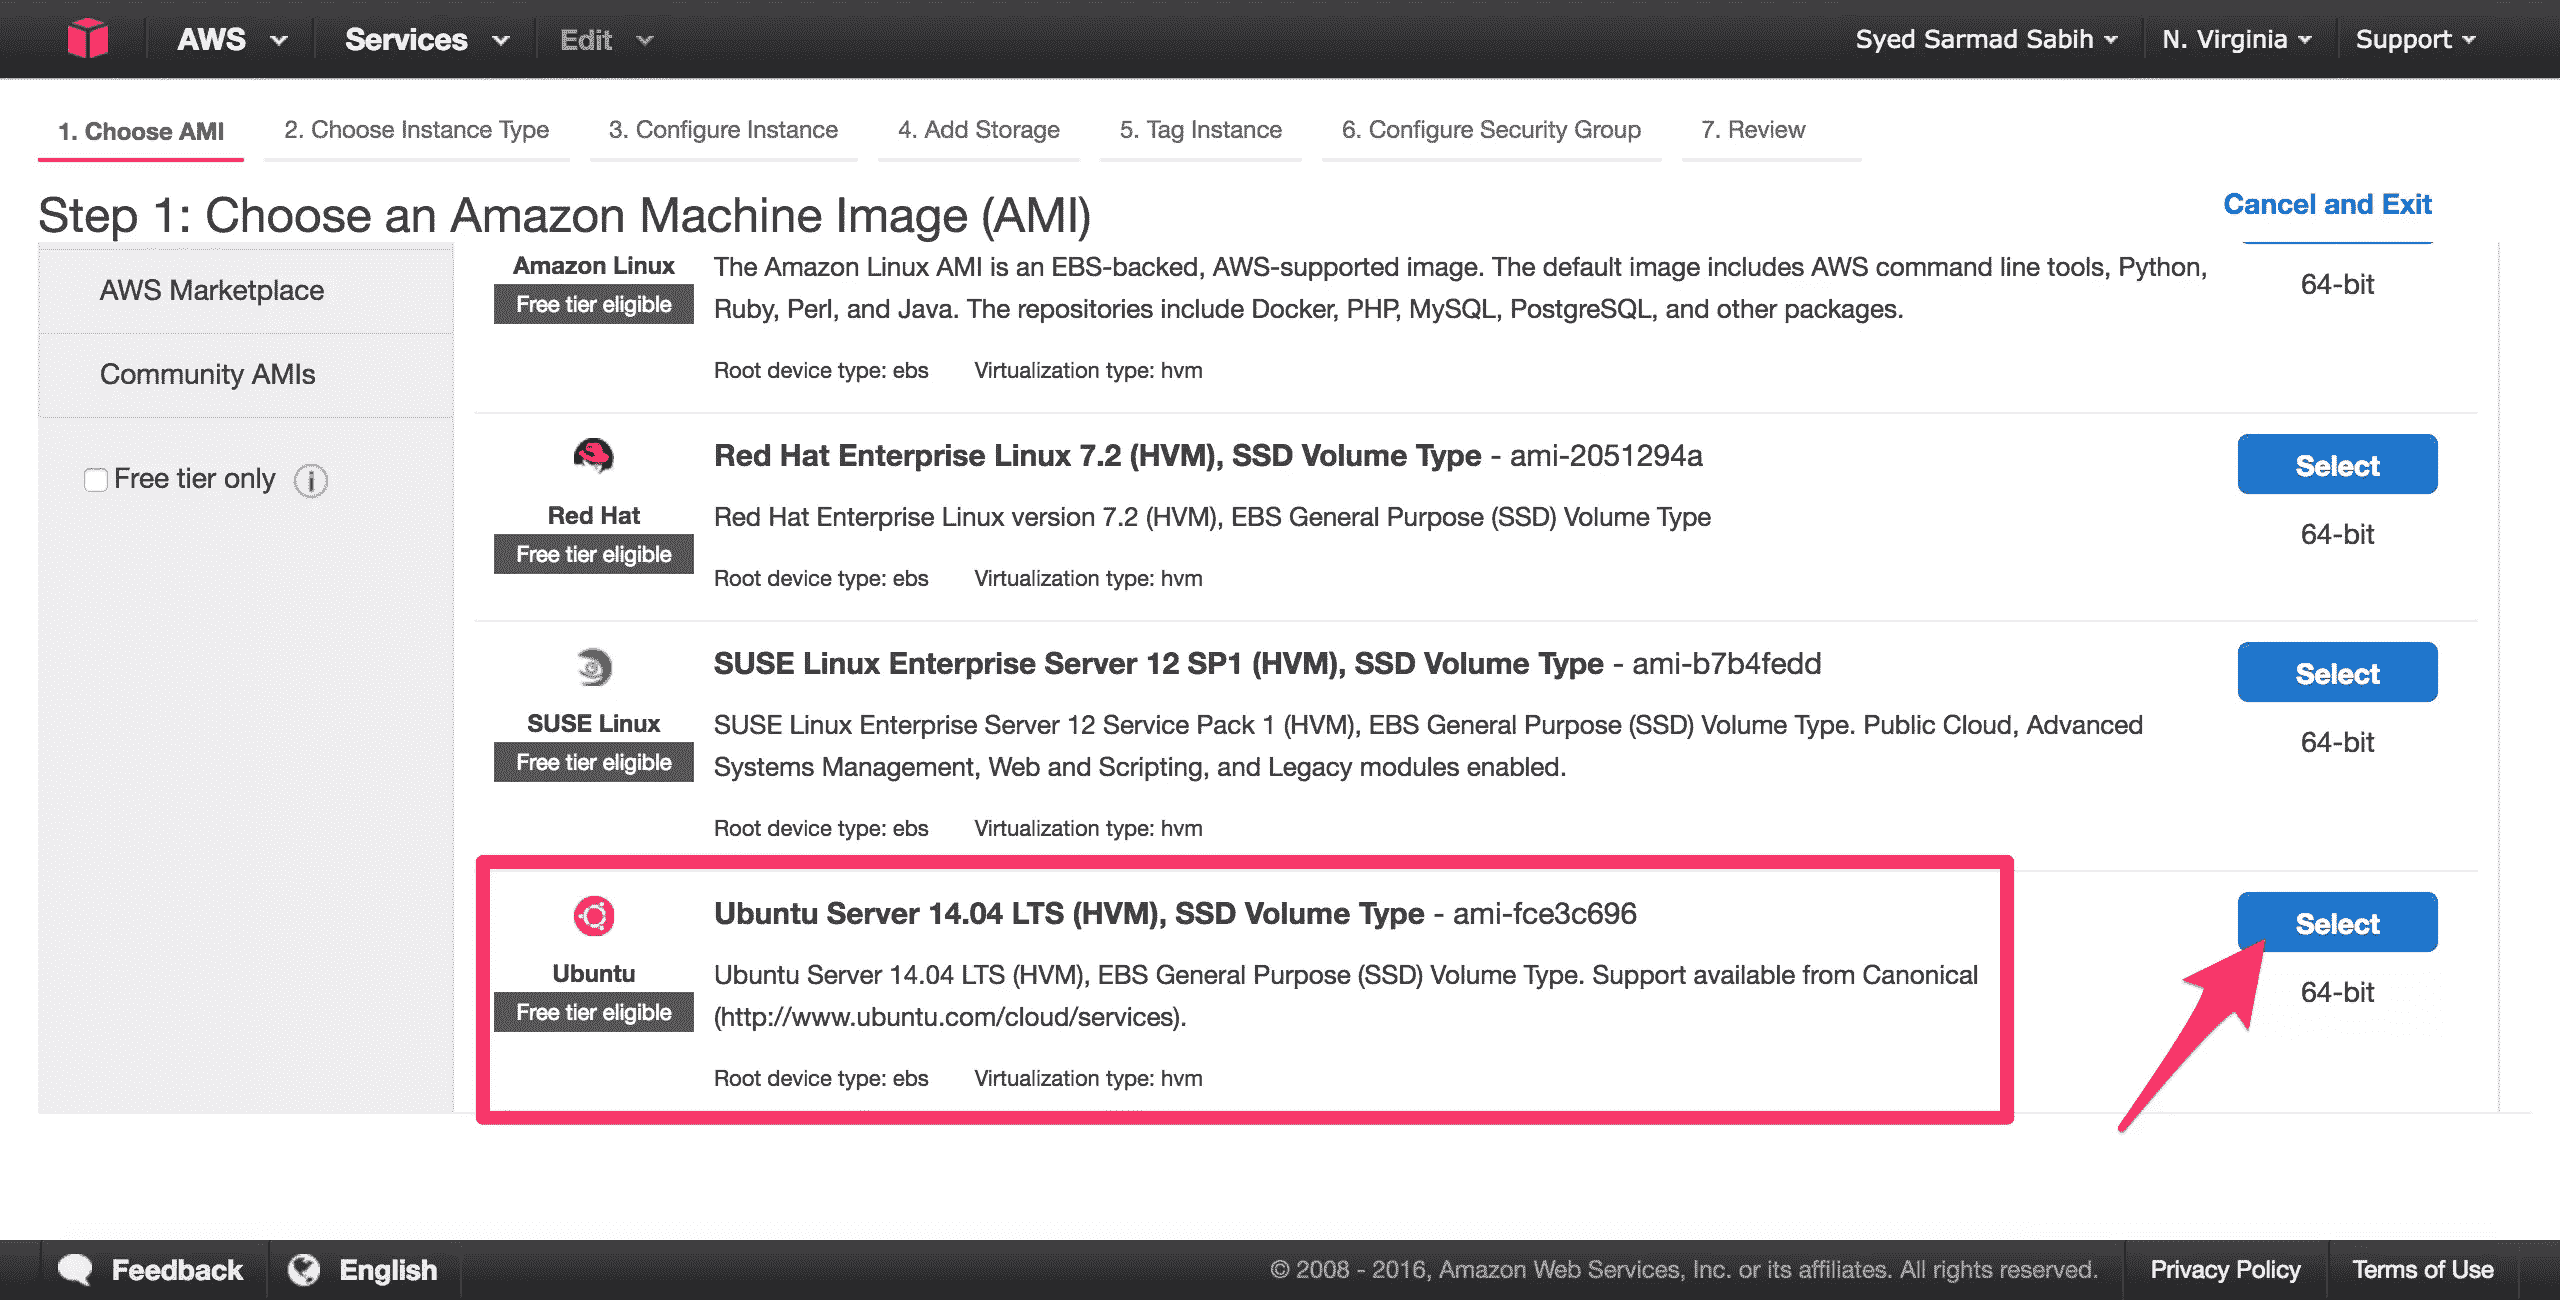 AWS Services Edit Syed Sarmad Sabih N. Virginia Support
1. Choose AMI 2. Choose Instance Type 3. Configure Instance 4. Add Storage 5. Tag Instance 6. Configure Security Group 7. Review
Step 1: Choose an Amazon Machine Image (AMI)
Cancel and Exit
AWS Marketplace
Community AMIs
Free tier only i
Amazon Linux
Free tier eligible
The Amazon Linux AMI is an EBS-backed, AWS-supported image. The default image includes AWS command line tools, Python,
Ruby, Perl, and Java. The repositories include Docker, PHP, MySQL, PostgreSQL, and other packages.
Root device type: ebs Virtualization type: hvm
64-bit
Red Hat
Free tier eligible
Red Hat Enterprise Linux 7.2 (HVM), SSD Volume Type - ami-2051294a
Red Hat Enterprise Linux version 7.2 (HVM), EBS General Purpose (SSD) Volume Type
Root device type: ebs Virtualization type: hvm
Select
64-bit
SUSE Linux
Free tier eligible
SUSE Linux Enterprise Server 12 SP1 (HVM), SSD Volume Type - ami-b7b4fedd
SUSE Linux Enterprise Server 12 Service Pack 1 (HVM), EBS General Purpose (SSD) Volume Type. Public Cloud, Advanced
Systems Management, Web and Scripting, and Legacy modules enabled.
Root device type: ebs Virtualization type: hvm
Select
64-bit
Ubuntu
Free tier eligible
Ubuntu Server 14.04 LTS (HVM), SSD Volume Type - ami-fce3c696
Ubuntu Server 14.04 LTS (HVM), EBS General Purpose (SSD) Volume Type. Support available from Canonical
(http://www.ubuntu.com/cloud/services).
Root device type: ebs Virtualization type: hvm
Select
64-bit
Feedback English © 2008 - 2016, Amazon Web Services, Inc. or its affiliates. All rights reserved. Privacy Policy Terms of Use